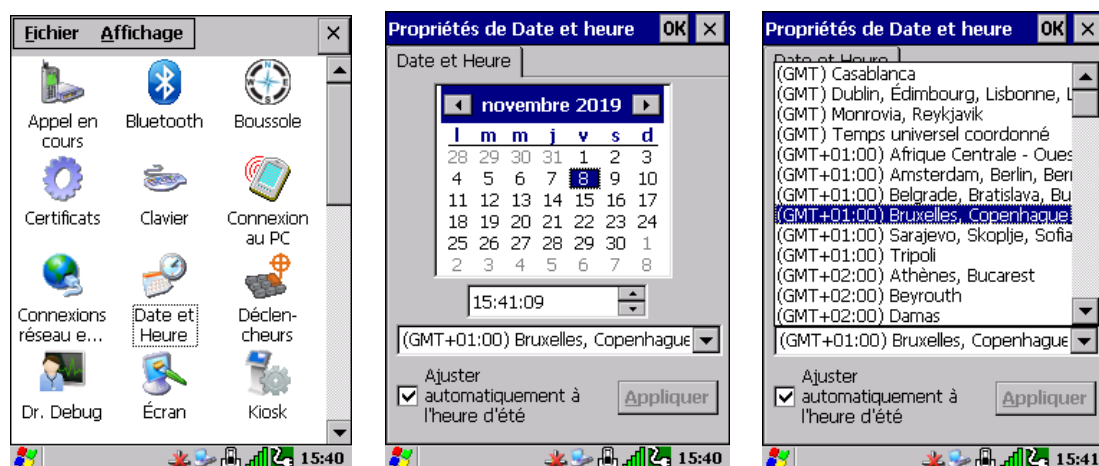 Fichier Affichage
Appel en cours
Bluetooth
Boussole
Certificats
Clavier
Connexion au PC
Connexions réseau e...
Date et Heure
Déclen-cheurs
Dr. Debug
Écran
Kiosk
15:40
Propriétés de Date et heure OK
Date et Heure
novembre 2019
l m m j v s d
28 29 30 31 1 2 3
4 5 6 7 8 9 10
11 12 13 14 15 16 17
18 19 20 21 22 23 24
25 26 27 28 29 30 1
2 3 4 5 6 7 8
15:41:09
(GMT+01:00) Bruxelles, Copenhague
Ajuster
automatiquement à
l'heure d'été
Appliquer
15:40
Propriétés de Date et heure OK
Date et Heure
(GMT) Casablanca
(GMT) Dublin, Édimbourg, Lisbonne, L
(GMT) Monrovia, Reykjavik
(GMT) Temps universel coordonné
(GMT+01:00) Afrique Centrale - Oues
(GMT+01:00) Amsterdam, Berlin, Ber
(GMT+01:00) Belgrade, Bratislava, Bu
(GMT+01:00) Bruxelles, Copenhague
(GMT+01:00) Sarajevo, Skoplje, Sofia
(GMT+01:00) Tripoli
(GMT+02:00) Athènes, Bucarest
(GMT+02:00) Beyrouth
(GMT+02:00) Damas
(GMT+01:00) Bruxelles, Copenhague
Ajuster
automatiquement à
l'heure d'été
Appliquer
15:41